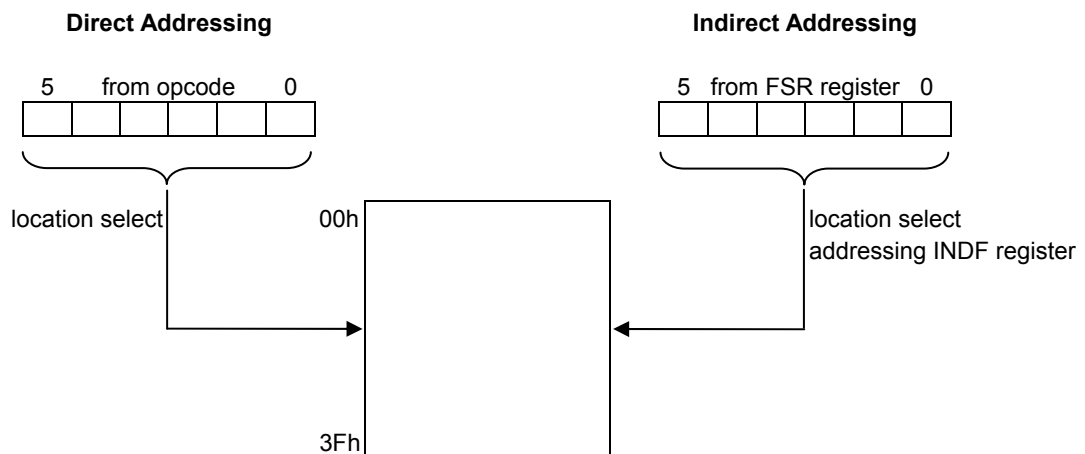 Direct Addressing
Indirect Addressing
5 from opcode 0
5 from FSR register 0
location select
00h
location select
addressing INDF register
3Fh